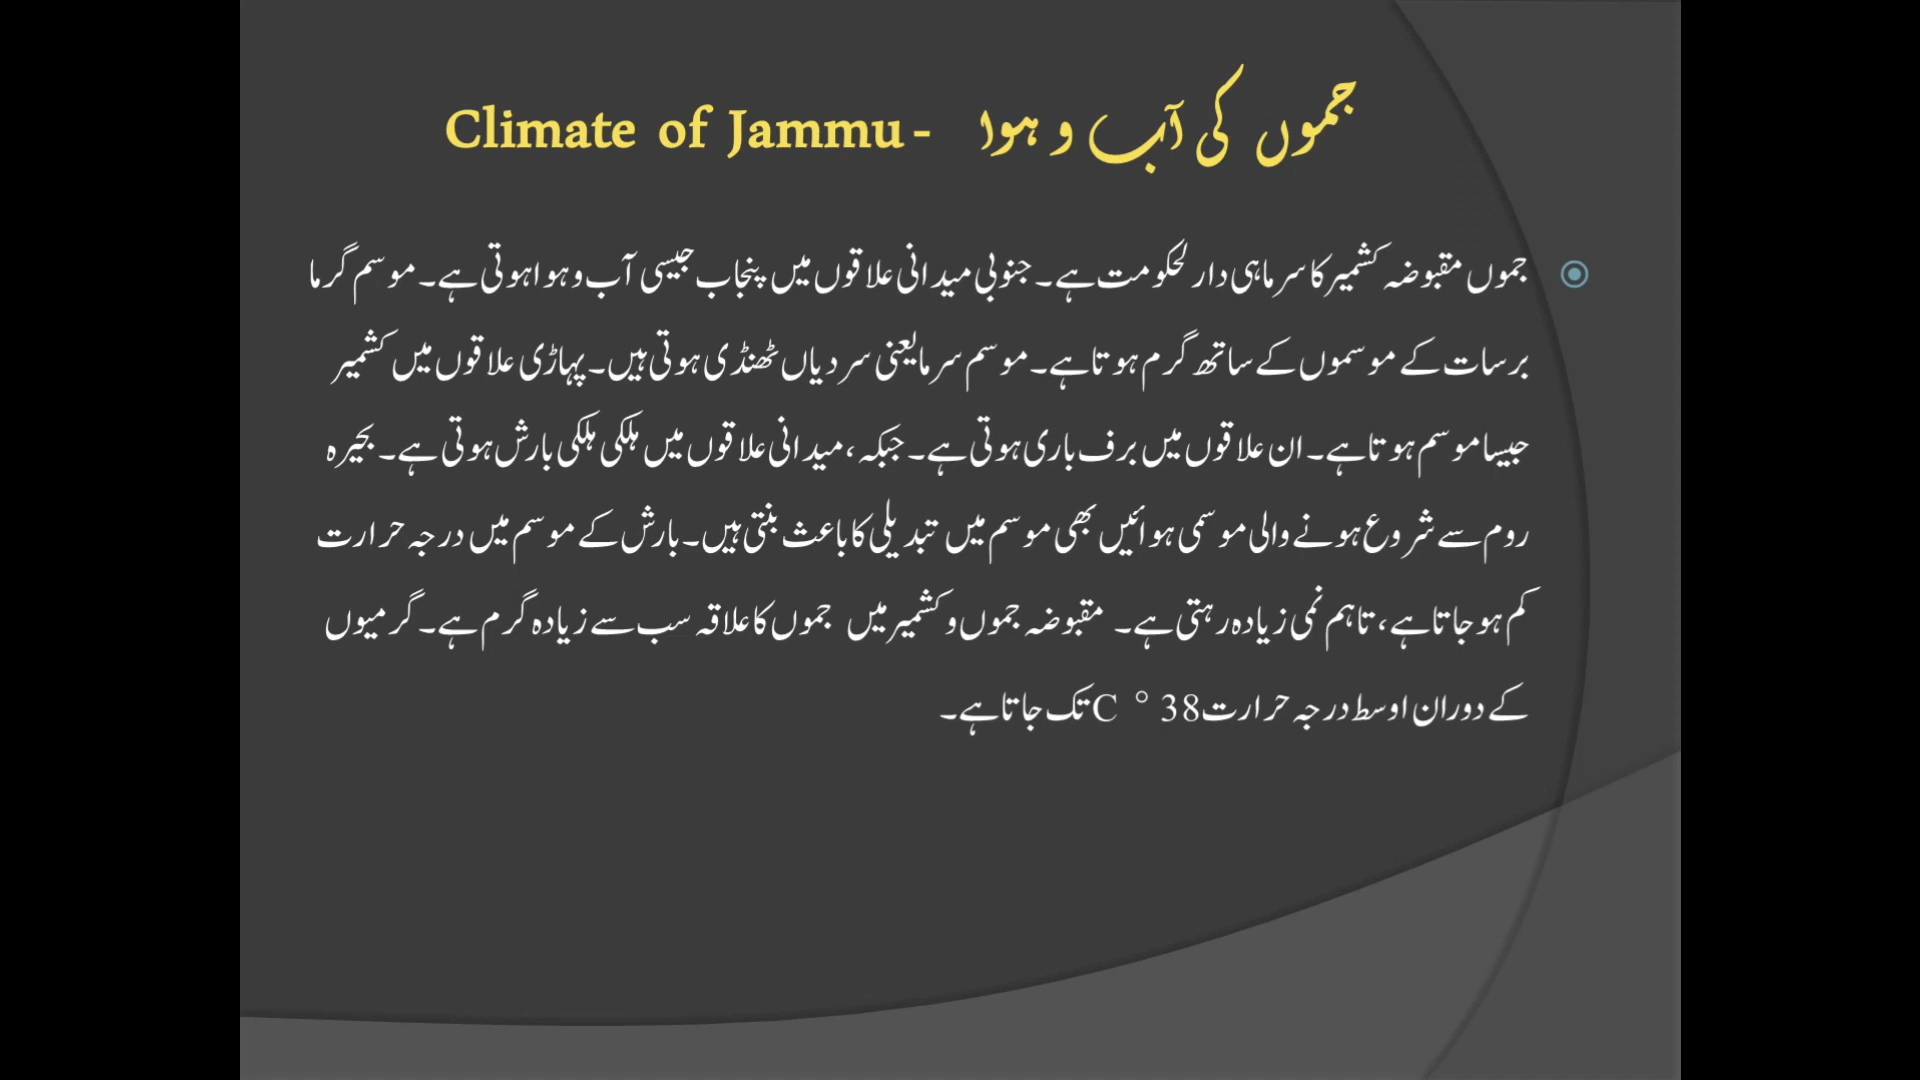 جموں کی آب و ہوا - Climate of Jammu
جموں مقبوضہ کشمیر کا سرماہی دار لحکومت ہے۔ جنوبی میدانی علاقوں میں پنجاب جیسی آب و ہوا ہوتی ہے۔ موسم گرما
برسات کے موسموں کے ساتھ گرم ہوتا ہے۔ موسم سرما یعنی سردیاں ٹھنڈی ہوتی ہیں۔ پہاڑی علاقوں میں کشمیر
جیسا موسم ہوتا ہے۔ ان علاقوں میں برف باری ہوتی ہے۔ جبکہ، میدانی علاقوں میں ہلکی ہلکی بارش ہوتی ہے۔ بحیرہ
روم سے شروع ہونے والی موسمی ہوائیں بھی موسم میں تبدیلی کا باعث بنتی ہیں۔ بارش کے موسم میں درجہ حرارت
کم ہو جاتا ہے، تاہم نمی زیادہ رہتی ہے۔ مقبوضہ جموں و کشمیر میں جموں کا علاقہ سب سے زیادہ گرم ہے۔ گرمیوں
کے دوران اوسط درجہ حرارت 38 ° C تک جاتا ہے۔